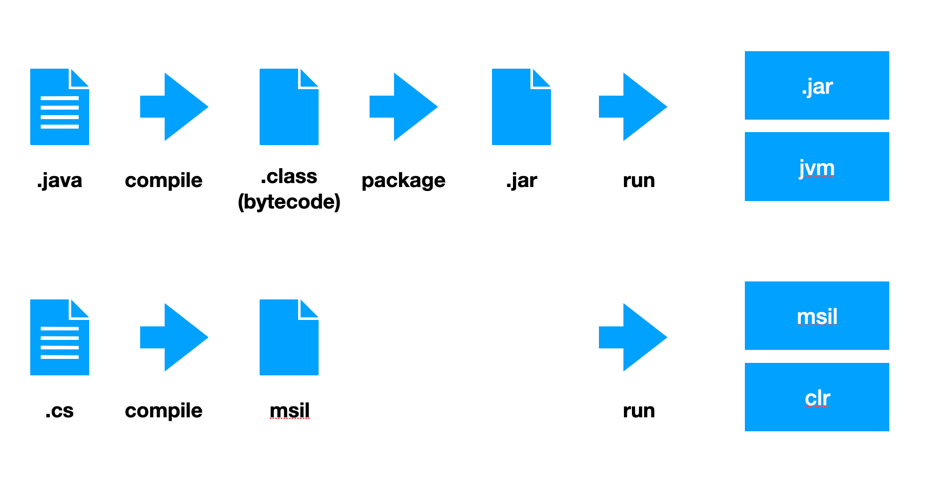 .jar
jvm
.java
compile
.class
(bytecode)
package
.jar
run
msil
clr
.cs
compile
msil
run